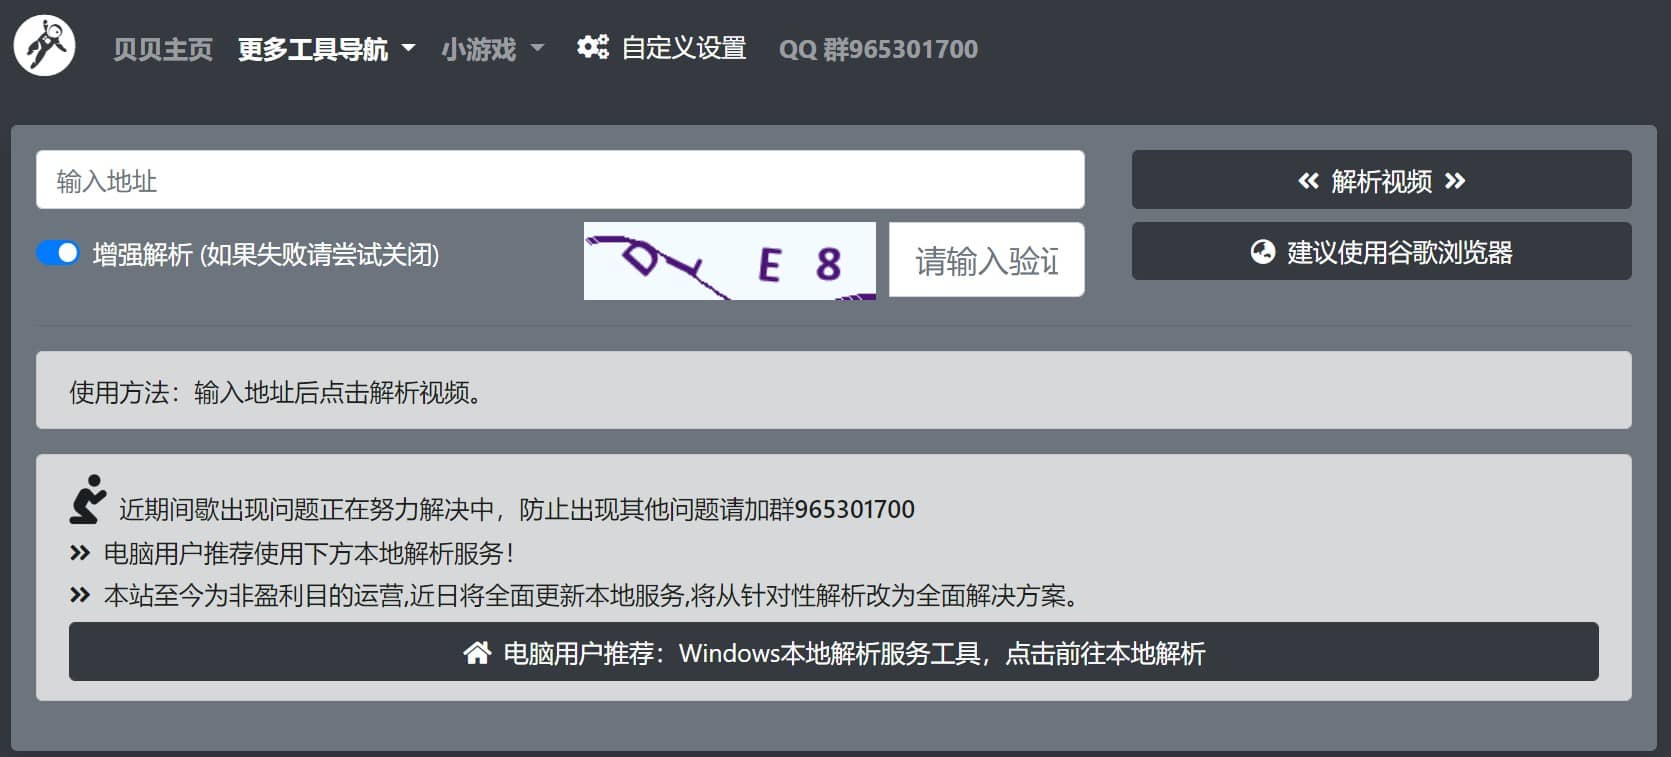 贝贝主页 更多工具导航 小游戏 自定义设置 QQ 群965301700
输入地址
解析视频
增强解析 (如果失败请尝试关闭)
E 8
请输入验证
建议使用谷歌浏览器
使用方法：输入地址后点击解析视频。
近期间歇出现问题正在努力解决中，防止出现其他问题请加群965301700
电脑用户推荐使用下方本地解析服务！
本站至今为非盈利目的运营,近日将全面更新本地服务,将从针对性解析改为全面解决方案。
电脑用户推荐：Windows本地解析服务工具，点击前往本地解析